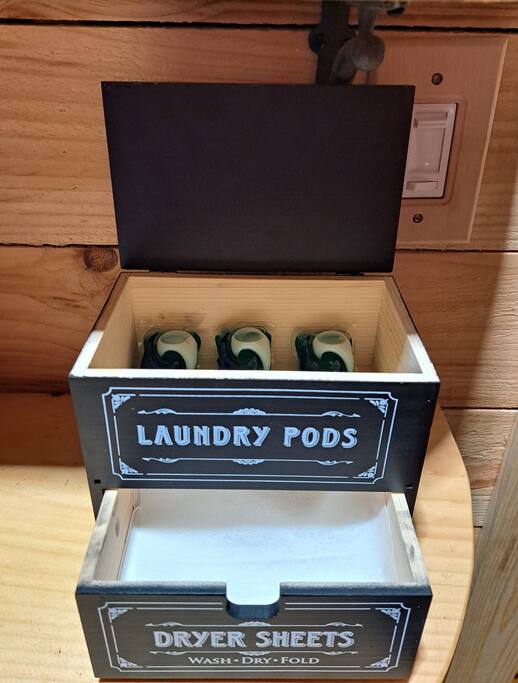 LAUNDRY PODS
DRYER SHEETS
WASH • DRY • FOLD